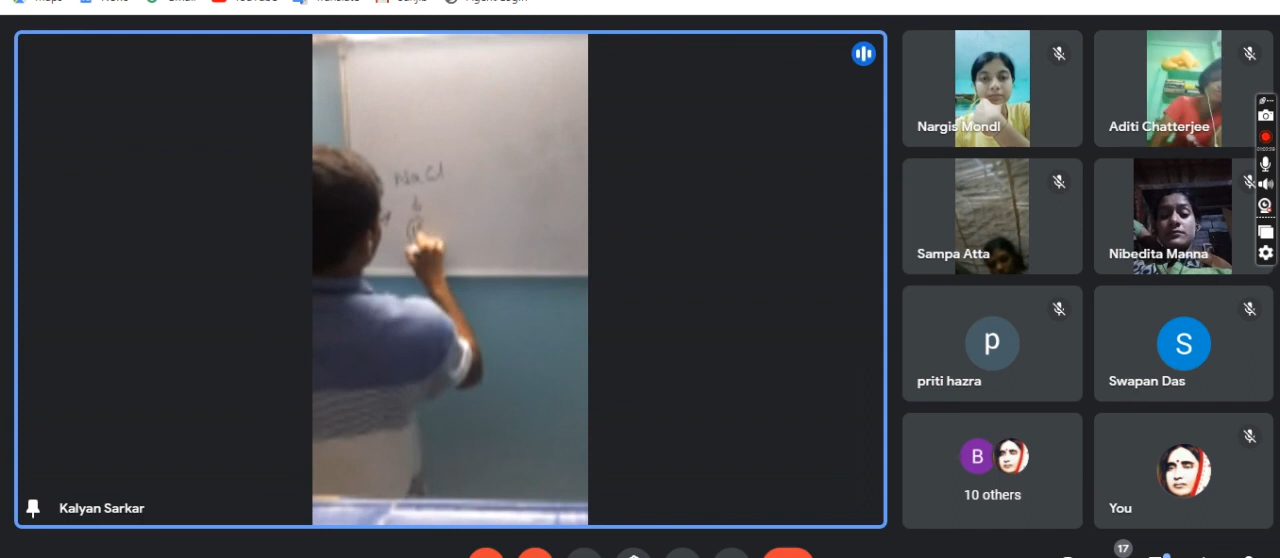 NaCl
Nargis Mondl
Aditi Chatterjee
Sampa Atta
Nibedita Manna
p
priti hazra
S
Swapan Das
B
10 others
You
Kalyan Sarkar
17